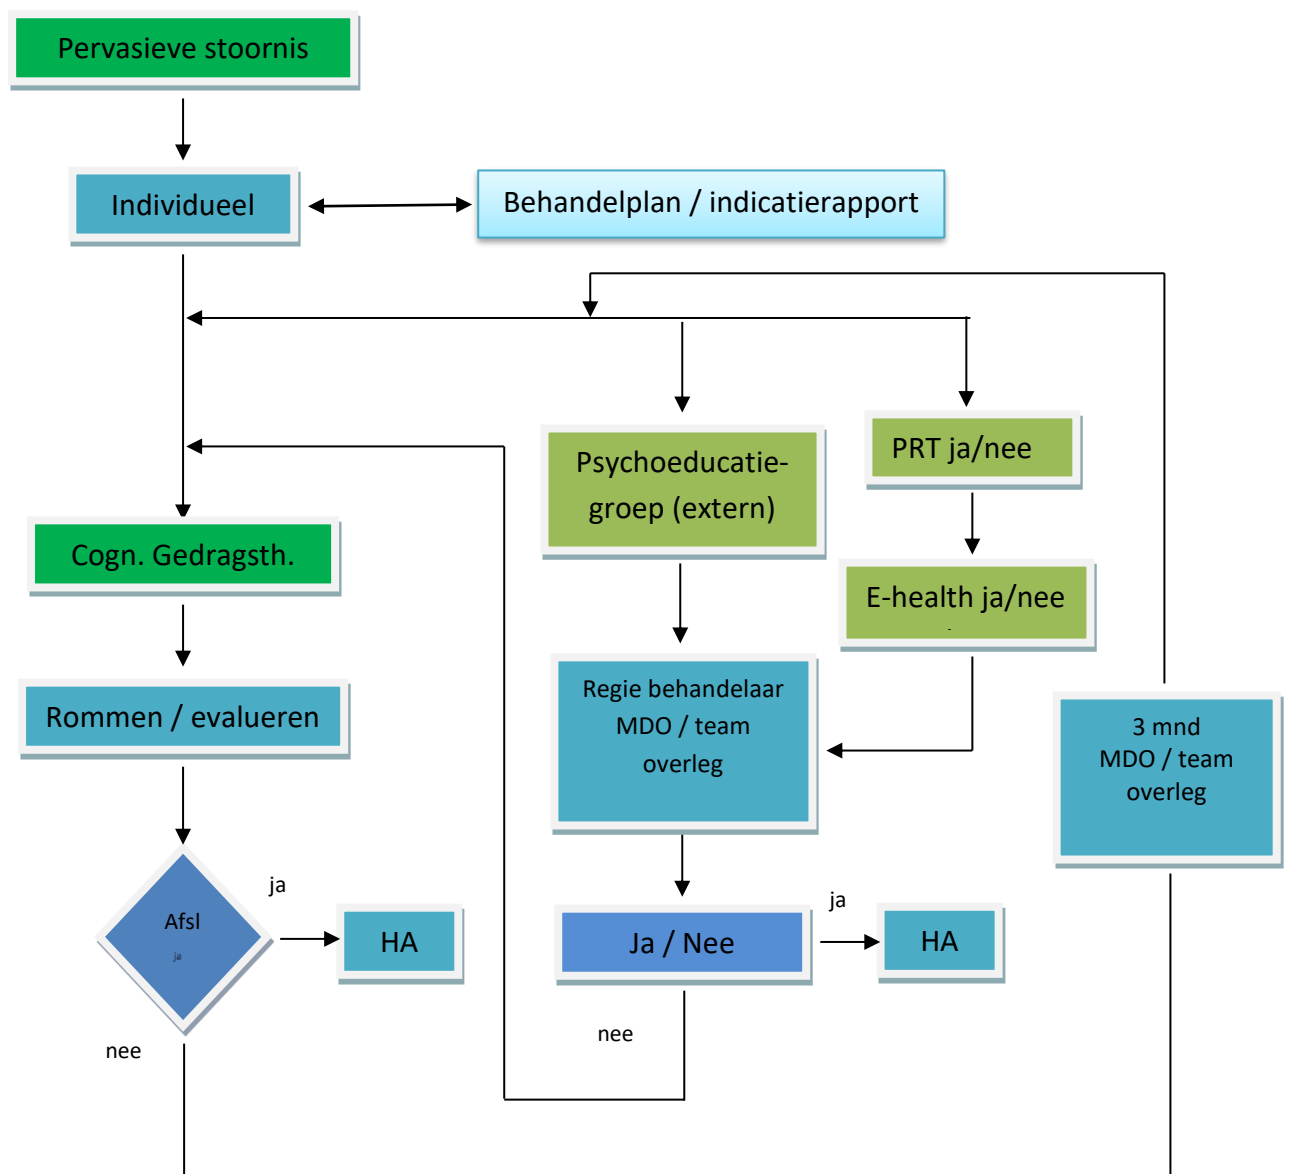 Pervasieve stoornis
Individueel
Behandelplan / indicatierapport
Psychoeducatie-
groep (extern)
PRT ja/nee
Cogn. Gedragsth.
E-health ja/nee
Rommen / evalueren
Regie behandelaar
MDO / team
overleg
3 mnd
MDO / team
overleg
Afsl
ja
ja
HA
Ja / Nee
ja
HA
nee
nee